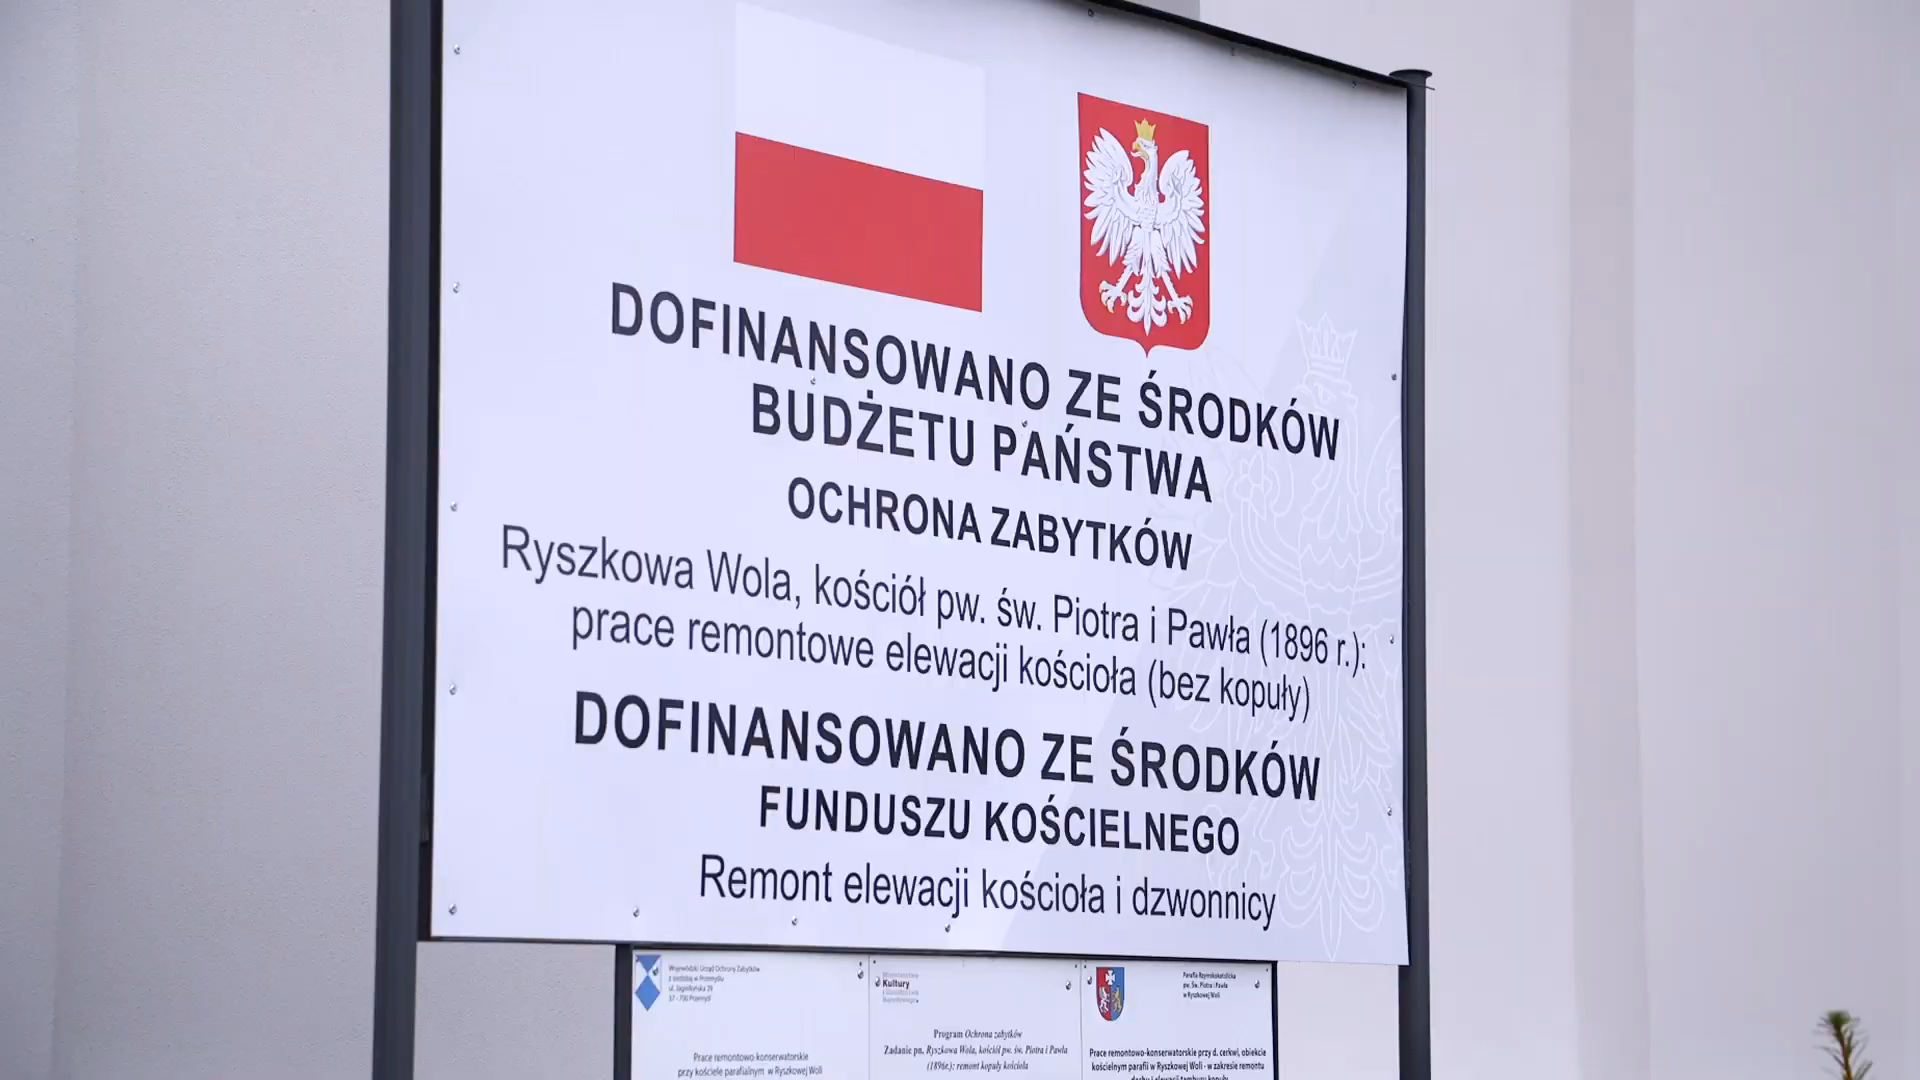 DOFINANSOWANO ZE ŚRODKÓW
BUDŻETU PAŃSTWA
OCHRONA ZABYTKÓW
Ryszkowa Wola, kościół pw. św. Piotra i Pawła (1896 r.):
prace remontowe elewacji kościoła (bez kopuły)
DOFINANSOWANO ZE ŚRODKÓW
FUNDUSZU KOŚCIELNEGO
Remont elewacji kościoła i dzwonnicy
Wojewódzki Urząd Ochrony Zabytków
z siedzibą w Przemyślu
ul. Jagiellońska 29
37 - 700 Przemyśl
Prace remontowo-konserwatorskie
przy kościele parafialnym w Ryszkowej Woli
Ministerstwo
Kultury
i Dziedzictwa
Narodowego
Program Ochrona zabytków
Zadanie pn. Ryszkowa Wola, kościół pw. św. Piotra i Pawła
(1896r.): remont kopuły kościoła
Parafia Rzymskokatolicka
pw. Św. Piotra i Pawła
w Ryszkowej Woli
Prace remontowo-konserwatorskie przy d. cerkwi, obiekcie
kościelnym parafii w Ryszkowej Woli - w zakresie remontu
dachu i elewacji tamburu kopuły